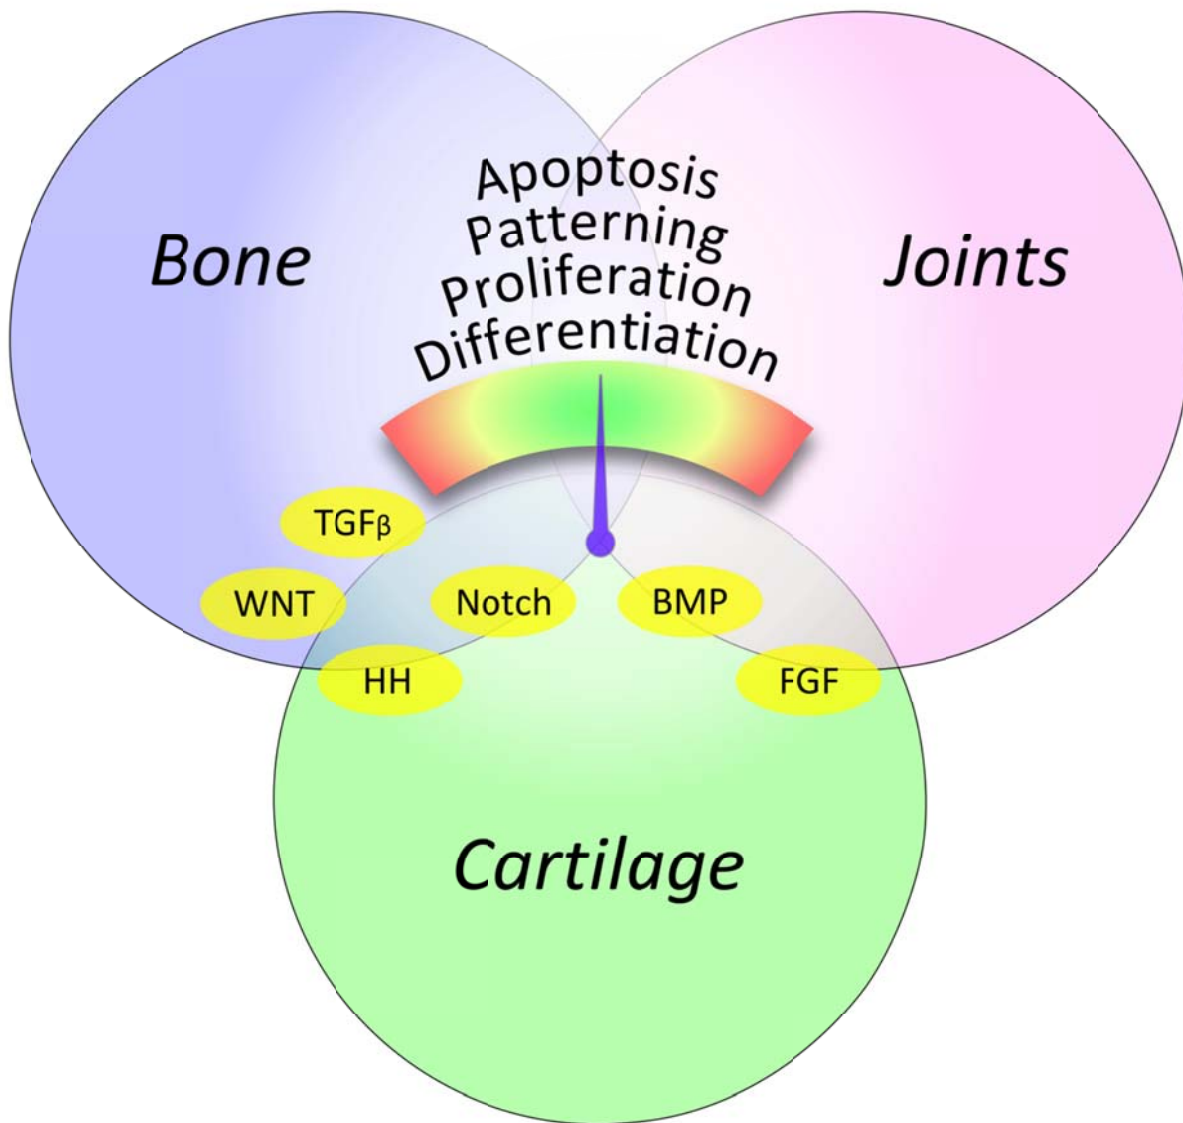 Apoptosis
Patterning
Proliferation
Differentiation
Bone
Joints
TGFβ
WNT
Notch
BMP
HH
FGF
Cartilage